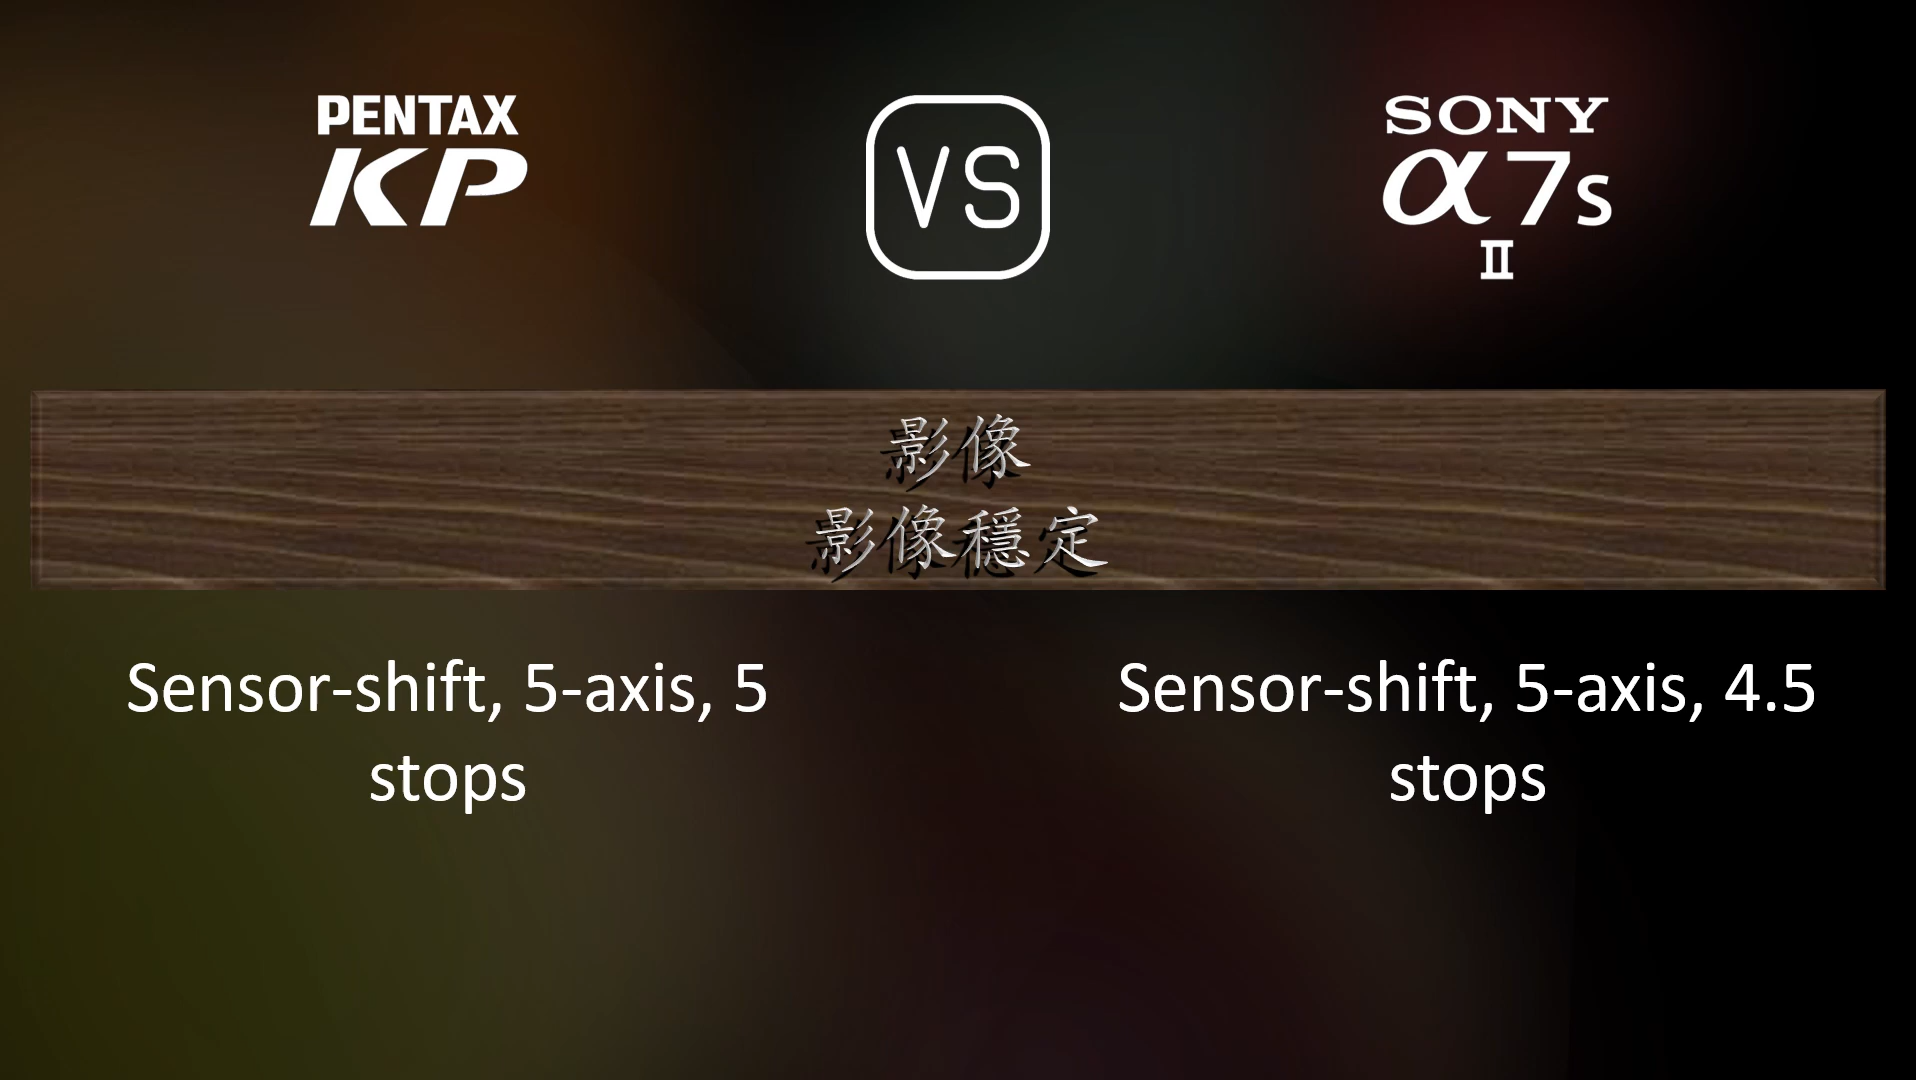 PENTAX
KP
VS
SONY
α7s
II
影像
影像穩定
Sensor-shift, 5-axis, 5
stops
Sensor-shift, 5-axis, 4.5
stops